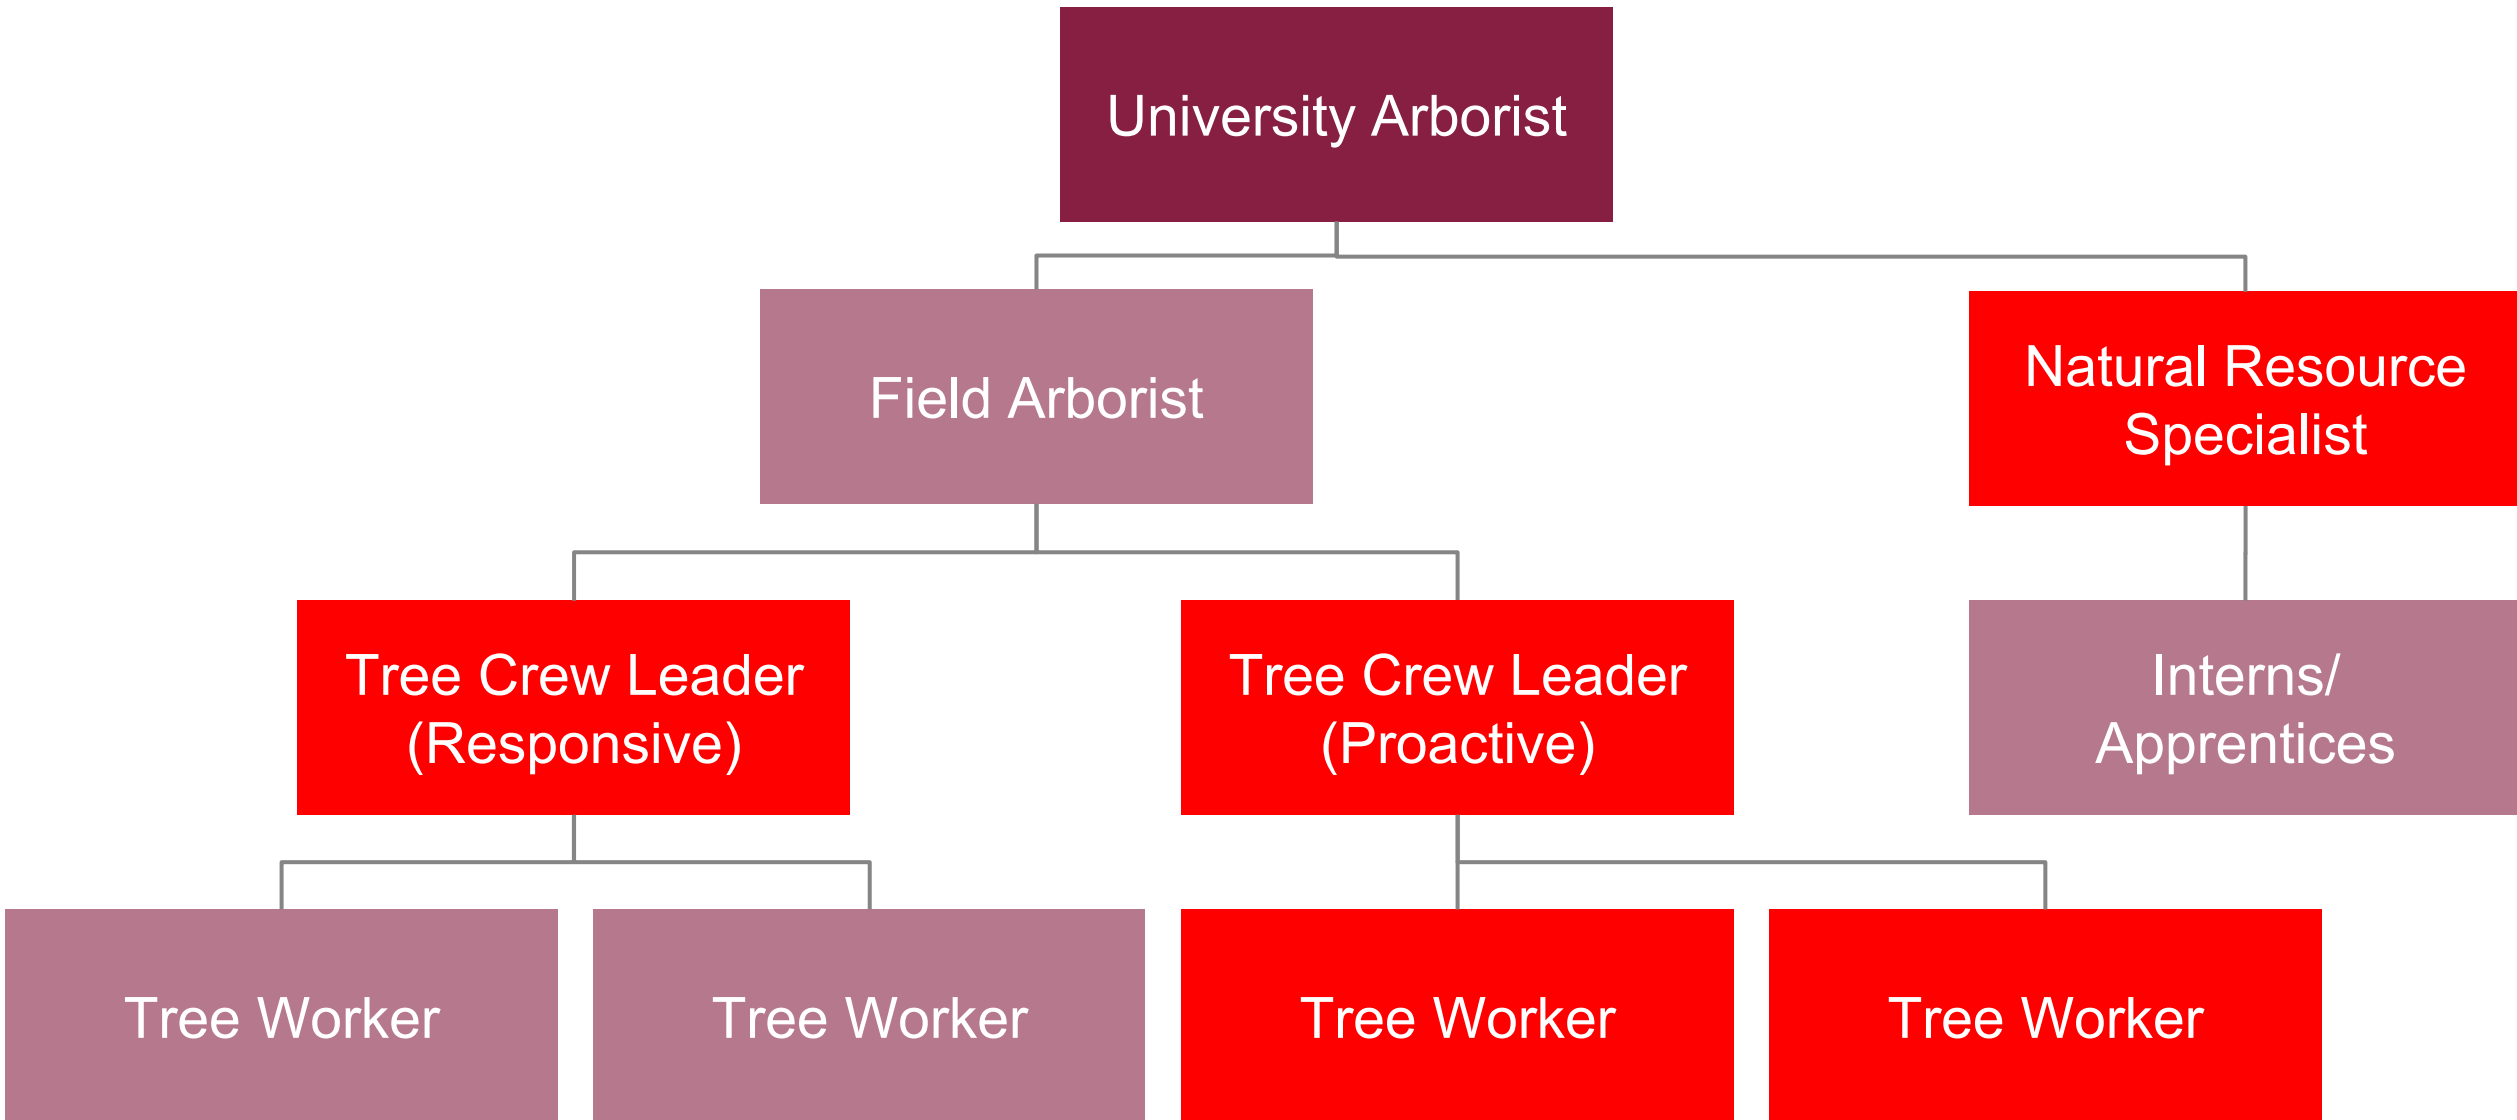 University Arborist
Field Arborist
Natural Resource
Specialist
Tree Crew Leader
(Responsive)
Tree Crew Leader
(Proactive)
Interns/
Apprentices
Tree Worker
Tree Worker
Tree Worker
Tree Worker